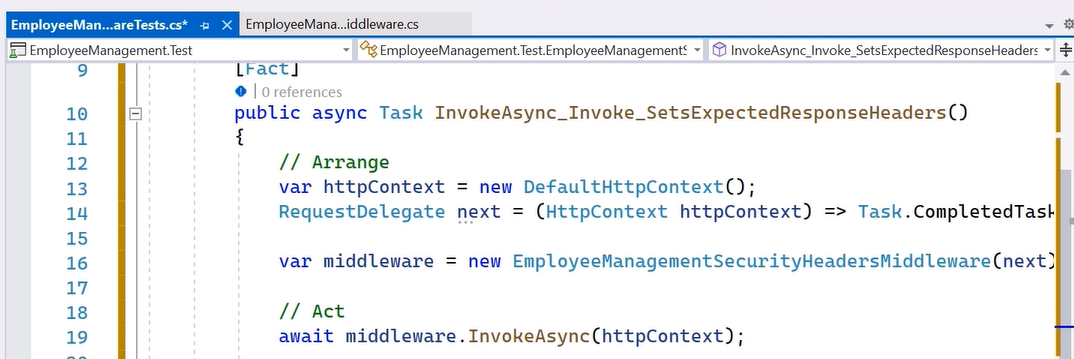 EmployeeMan...areTests.cs*
EmployeeMana...iddleware.cs
EmployeeManagement.Test
EmployeeManagement.Test.EmployeeManagementS
InvokeAsync_Invoke_SetsExpectedResponseHeaders
9 [Fact]
0 references
10 public async Task InvokeAsync_Invoke_SetsExpectedResponseHeaders()
11 {
12 // Arrange
13 var httpContext = new DefaultHttpContext();
14 RequestDelegate next = (HttpContext httpContext) => Task.CompletedTask
15
16 var middleware = new EmployeeManagementSecurityHeadersMiddleware(next)
17
18 // Act
19 await middleware.InvokeAsync(httpContext);